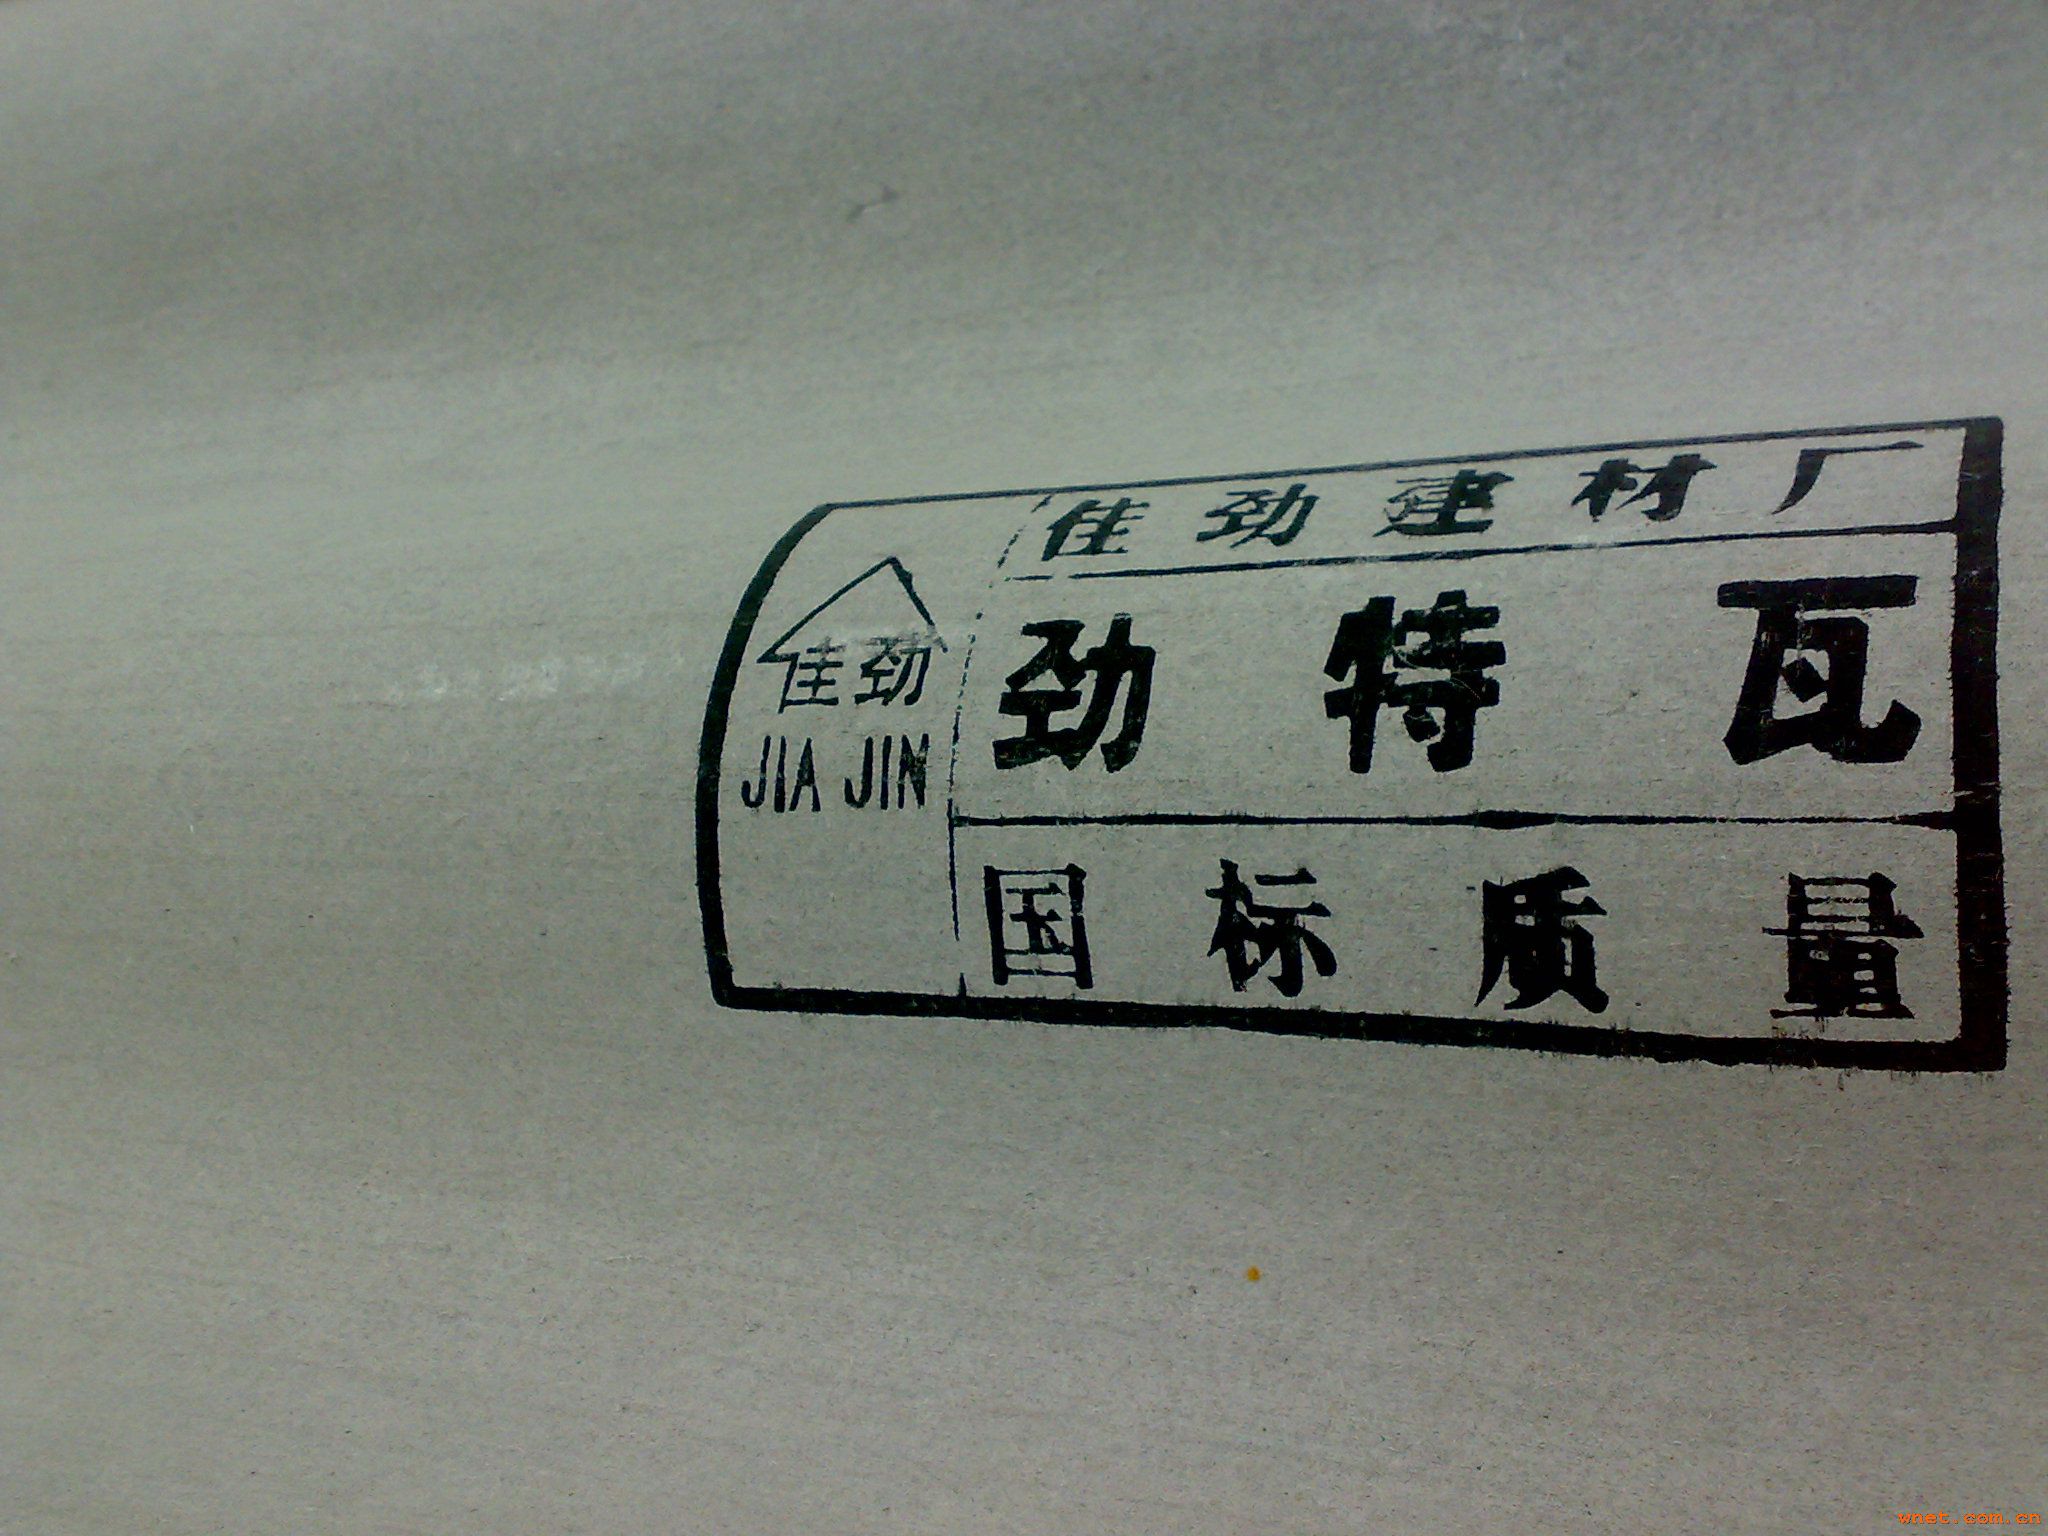 佳劲建材厂
佳劲
JIA JIN
劲特瓦
国标质量
wnet.com.cn